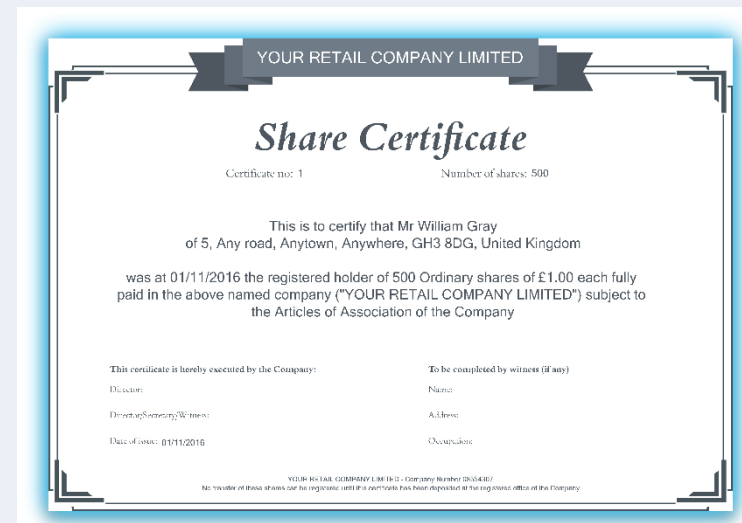 YOUR RETAIL COMPANY LIMITED
Share Certificate
Certificate no: 1 Number of shares: 500
This is to certify that Mr William Gray
of 5, Any road, Anytown, Anywhere, GH3 8DG, United Kingdom
was at 01/11/2016 the registered holder of 500 Ordinary shares of £1.00 each fully
paid in the above named company ("YOUR RETAIL COMPANY LIMITED") subject to
the Articles of Association of the Company
This certificate is hereby executed by the Company: To be completed by witness (if any)
Director: Name:
Director/Secretary/Witness: Address:
Date of issue: 01/11/2016 Occupation:
YOUR RETAIL COMPANY LIMITED - Company Number
No transfer of these shares can be registered until this certificate has been deposited at the registered office of the Company